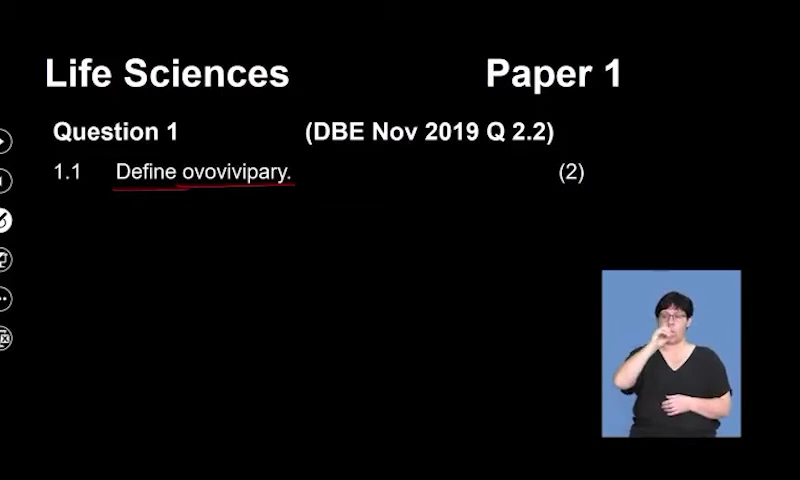 Life Sciences Paper 1
Question 1 (DBE Nov 2019 Q 2.2)
1.1 Define ovovivipary. (2)